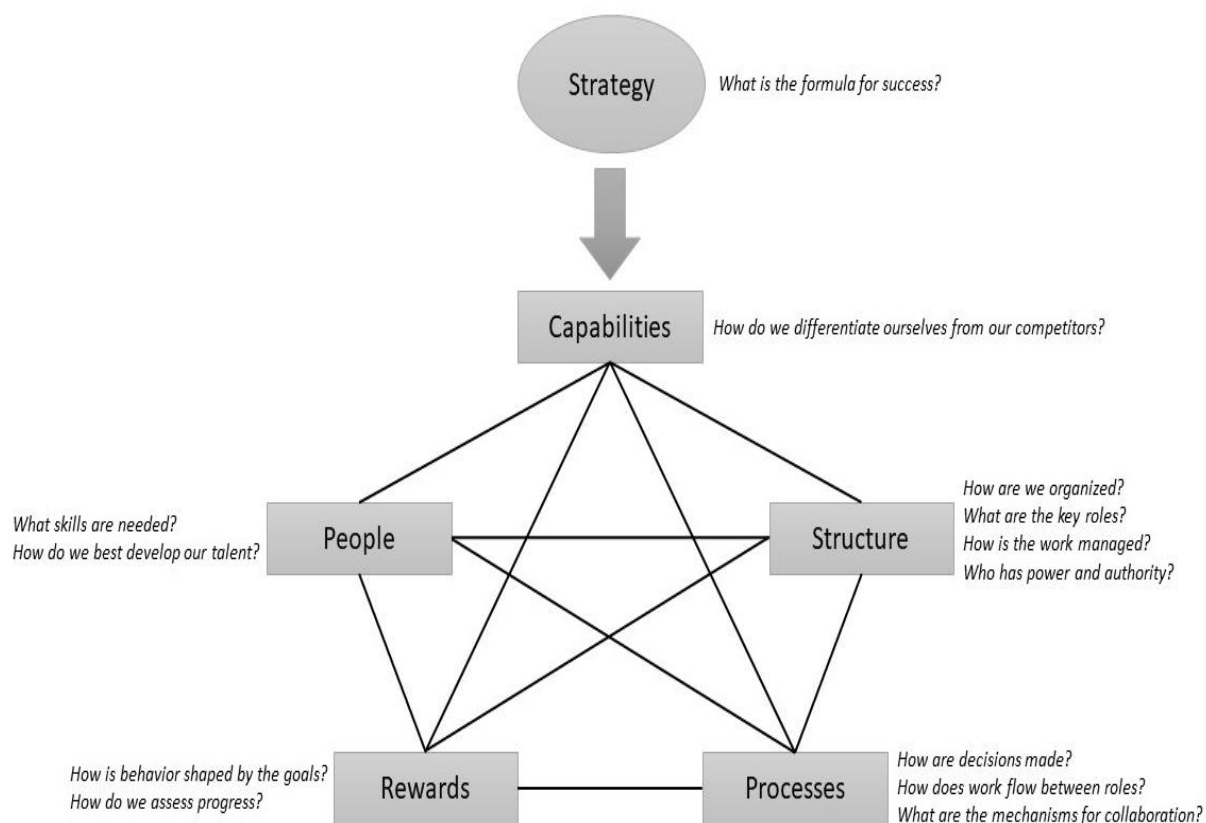 Strategy
What is the formula for success?
Capabilities
How do we differentiate ourselves from our competitors?
What skills are needed?
How do we best develop our talent?
People
Structure
How are we organized?
What are the key roles?
How is the work managed?
Who has power and authority?
How is behavior shaped by the goals?
How do we assess progress?
Rewards
Processes
How are decisions made?
How does work flow between roles?
What are the mechanisms for collaboration?